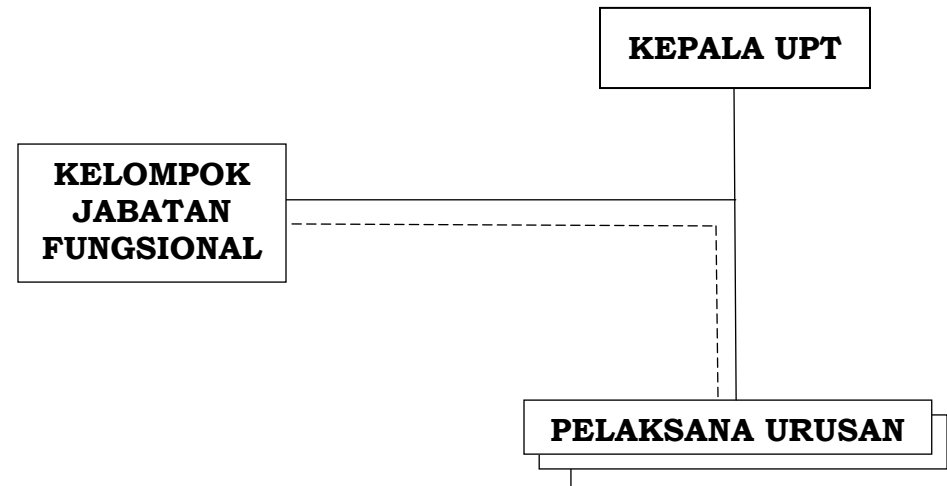 KEPALA UPT
KELOMPOK
JABATAN
FUNGSIONAL
PELAKSANA URUSAN